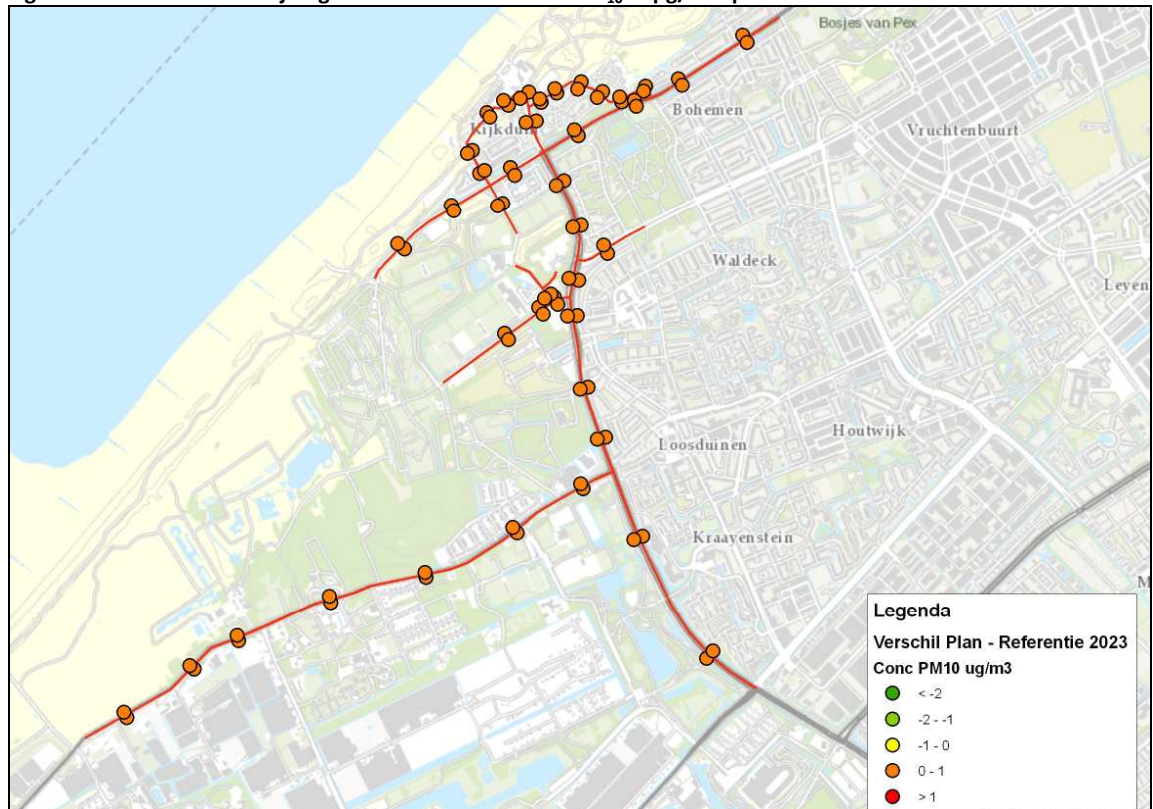 Bosjes van Pex
Bohemen
Vruchtenbuurt
Kijkduin
Waldeck
Leven
Houtwijk
Loosduinen
Kraayenstein
M
Legenda
Verschil Plan - Referentie 2023
Conc PM10 ug/m3
< -2
-2 - -1
-1 - 0
0 - 1
> 1